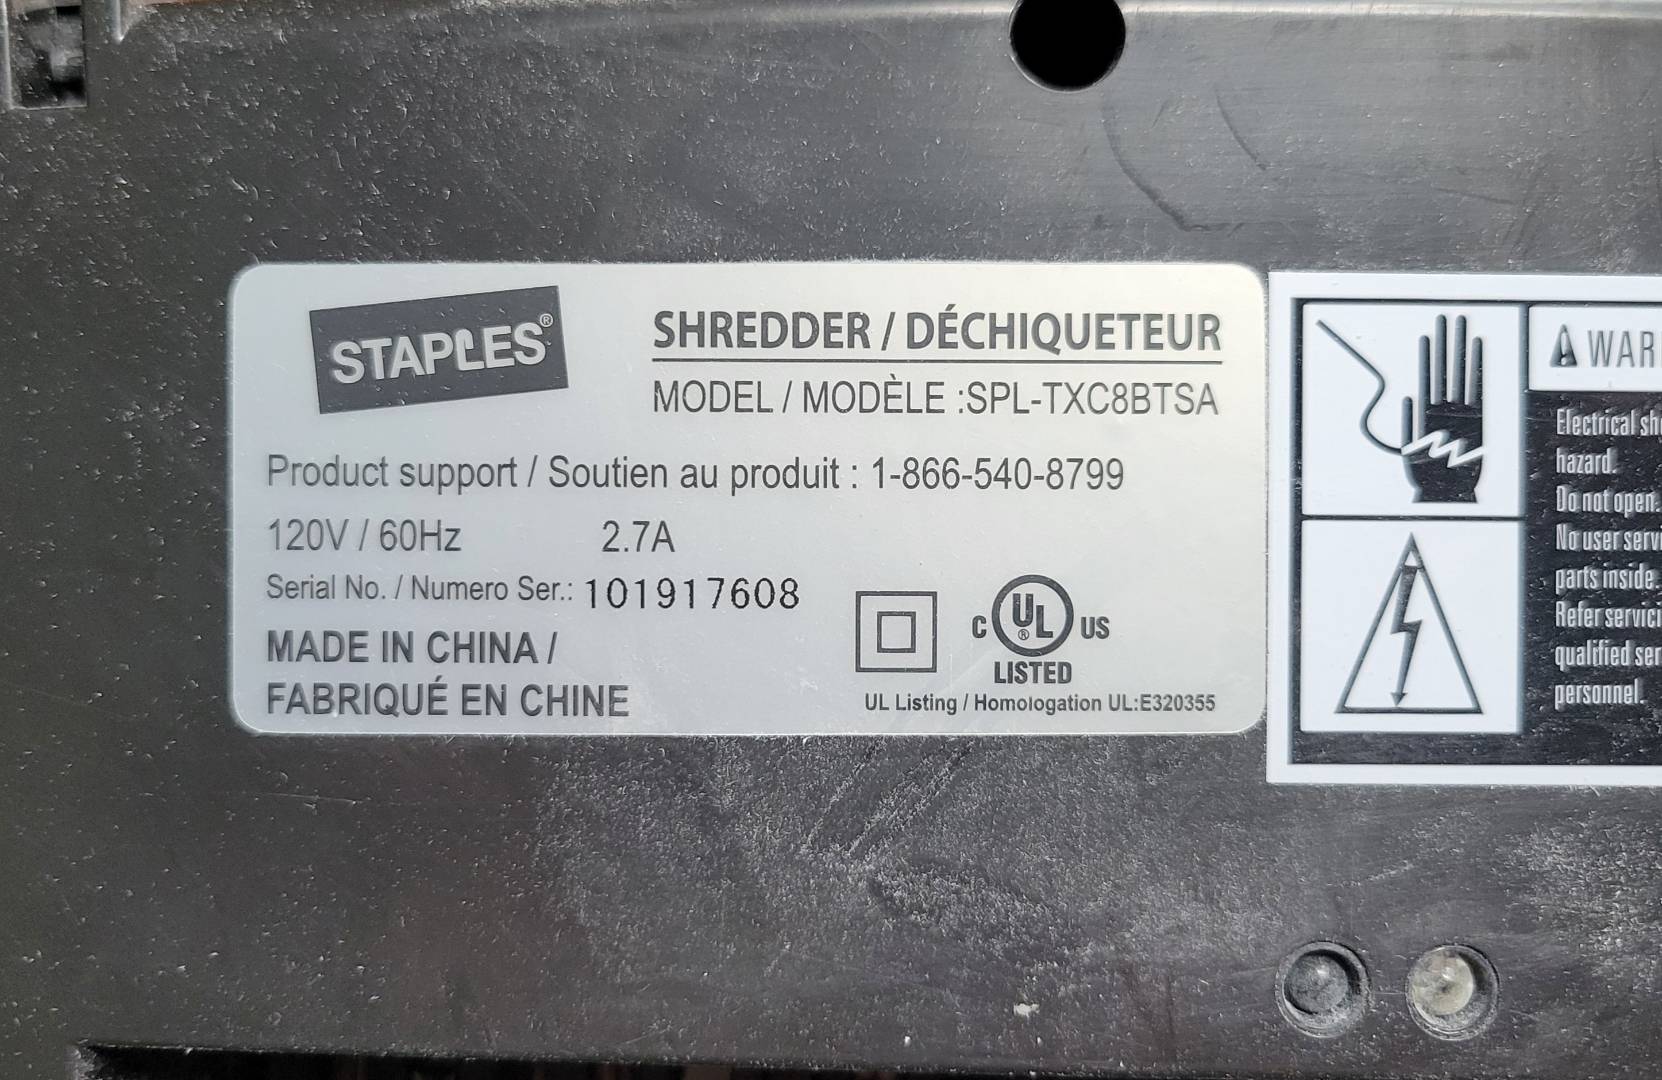 STAPLES®
SHREDDER / DÉCHIQUETEUR
MODEL / MODÈLE :SPL-TXC8BTSA
Product support / Soutien au produit : 1-866-540-8799
120V / 60Hz 2.7A
Serial No. / Numero Ser.: 101917608
MADE IN CHINA /
FABRIQUÉ EN CHINE
C UL® US
LISTED
UL Listing / Homologation UL:E320355
WAR
Electrical sh
hazard.
Do not open.
No user serv
parts inside.
Refer servici
qualified ser
personnel.